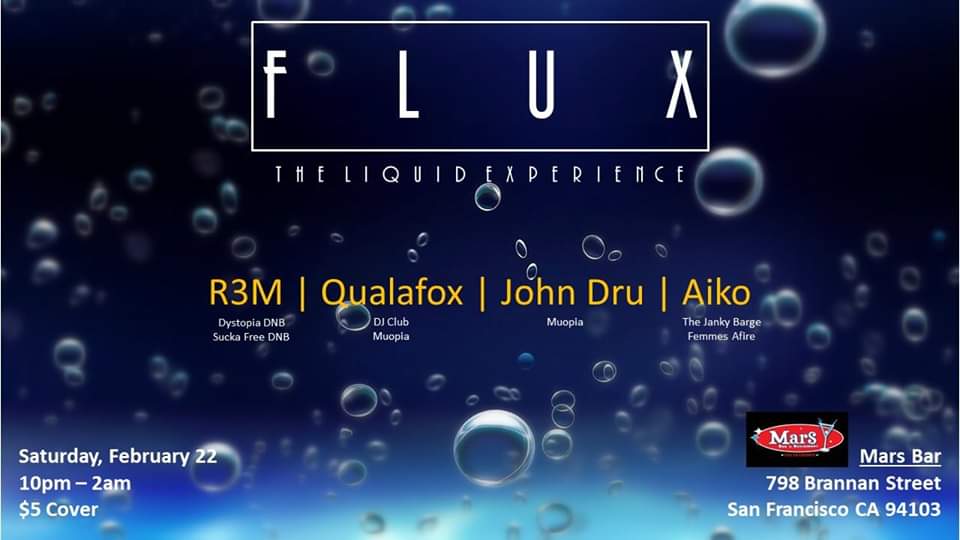 FLUX
THE LIQUID EXPERIENCE
R3M | Qualafox | John Dru | Aiko
Dystopia DNB
Sucka Free DNB
DJ Club
Muopia
Muopia
The Janky Barge
Femmes Afire
Saturday, February 22
10pm – 2am
$5 Cover
MARS
Mars Bar
798 Brannan Street
San Francisco CA 94103